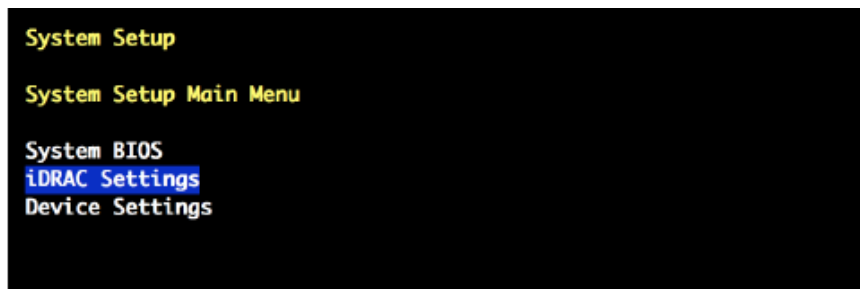 System Setup
System Setup Main Menu
System BIOS
iDRAC Settings
Device Settings